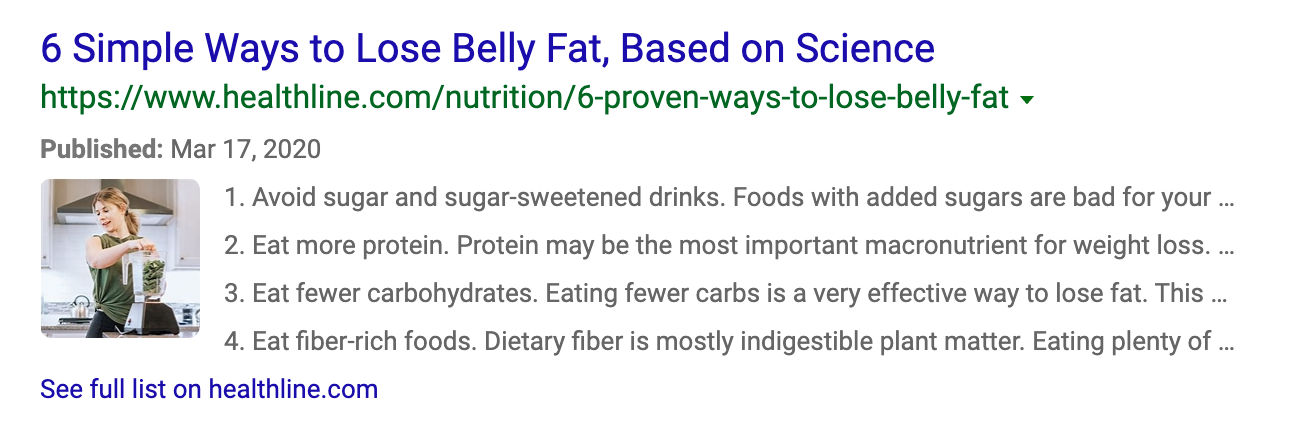 6 Simple Ways to Lose Belly Fat, Based on Science
https://www.healthline.com/nutrition/6-proven-ways-to-lose-belly-fat
Published: Mar 17, 2020
1. Avoid sugar and sugar-sweetened drinks. Foods with added sugars are bad for your ...
2. Eat more protein. Protein may be the most important macronutrient for weight loss. ...
3. Eat fewer carbohydrates. Eating fewer carbs is a very effective way to lose fat. This ...
4. Eat fiber-rich foods. Dietary fiber is mostly indigestible plant matter. Eating plenty of ...
See full list on healthline.com